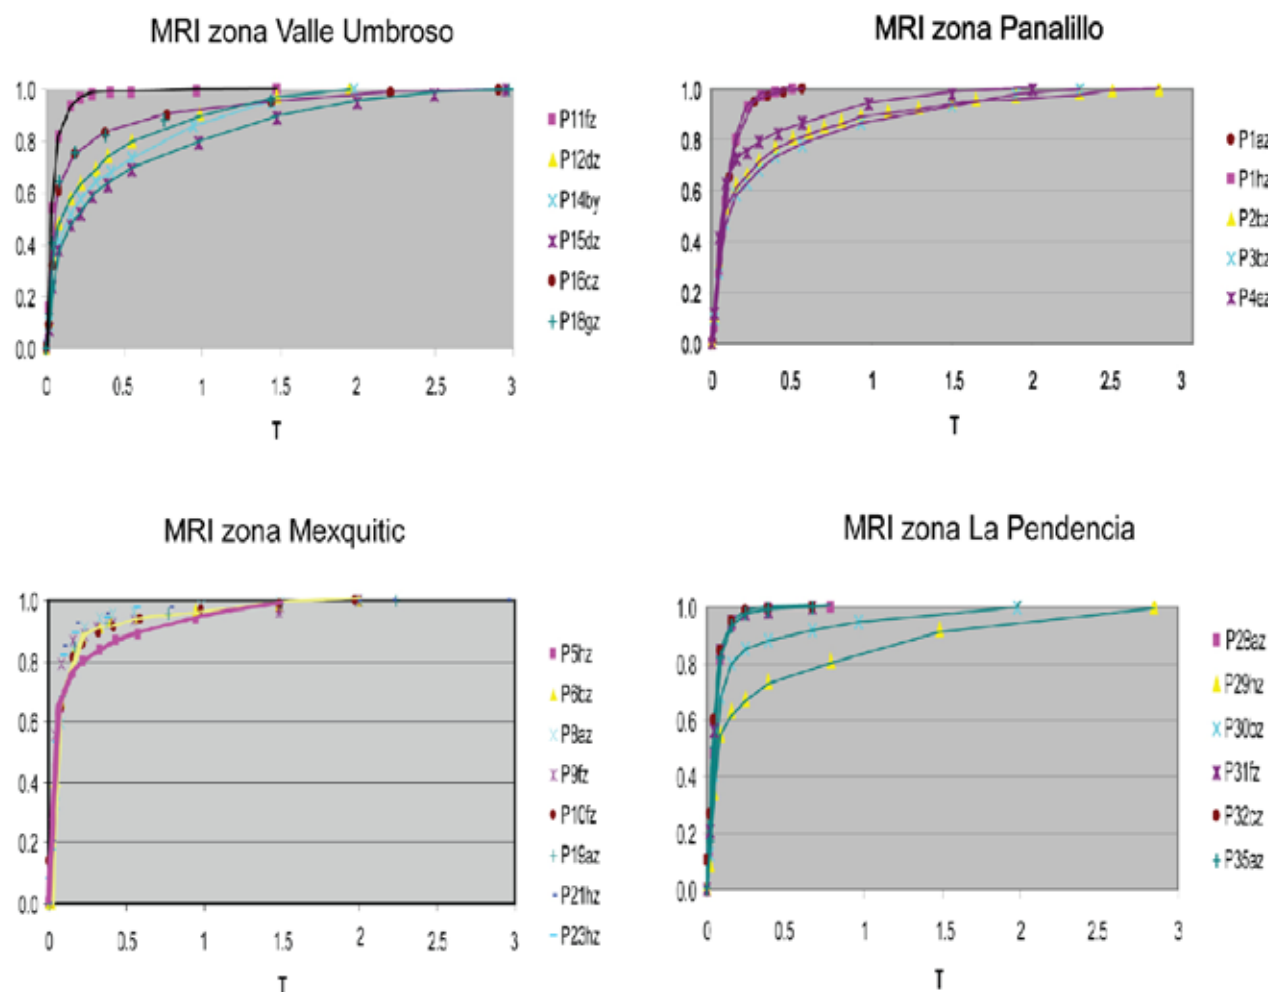 MRI zona Valle Umbroso
1.0
0.8
0.6
0.4
0.2
0.0
0 0.5 1 1.5 2 2.5 3
T
P11fz
P12dz
P14by
P15dz
P16cz
P18gz
MRI zona Panalillo
1.0
0.8
0.6
0.4
0.2
0.0
0 0.5 1 1.5 2 2.5 3
T
P1az
P1hz
P2bz
P3bz
P4ez
MRI zona Mexquitic
1.0
0.8
0.6
0.4
0.2
0.0
0 0.5 1 1.5 2 2.5 3
T
P5hz
P6bz
P8az
P9fz
P10fz
P19az
P21hz
P23hz
MRI zona La Pendencia
1.0
0.8
0.6
0.4
0.2
0.0
0 0.5 1 1.5 2 2.5 3
T
P28az
P29hz
P30bz
P31fz
P32cz
P35az